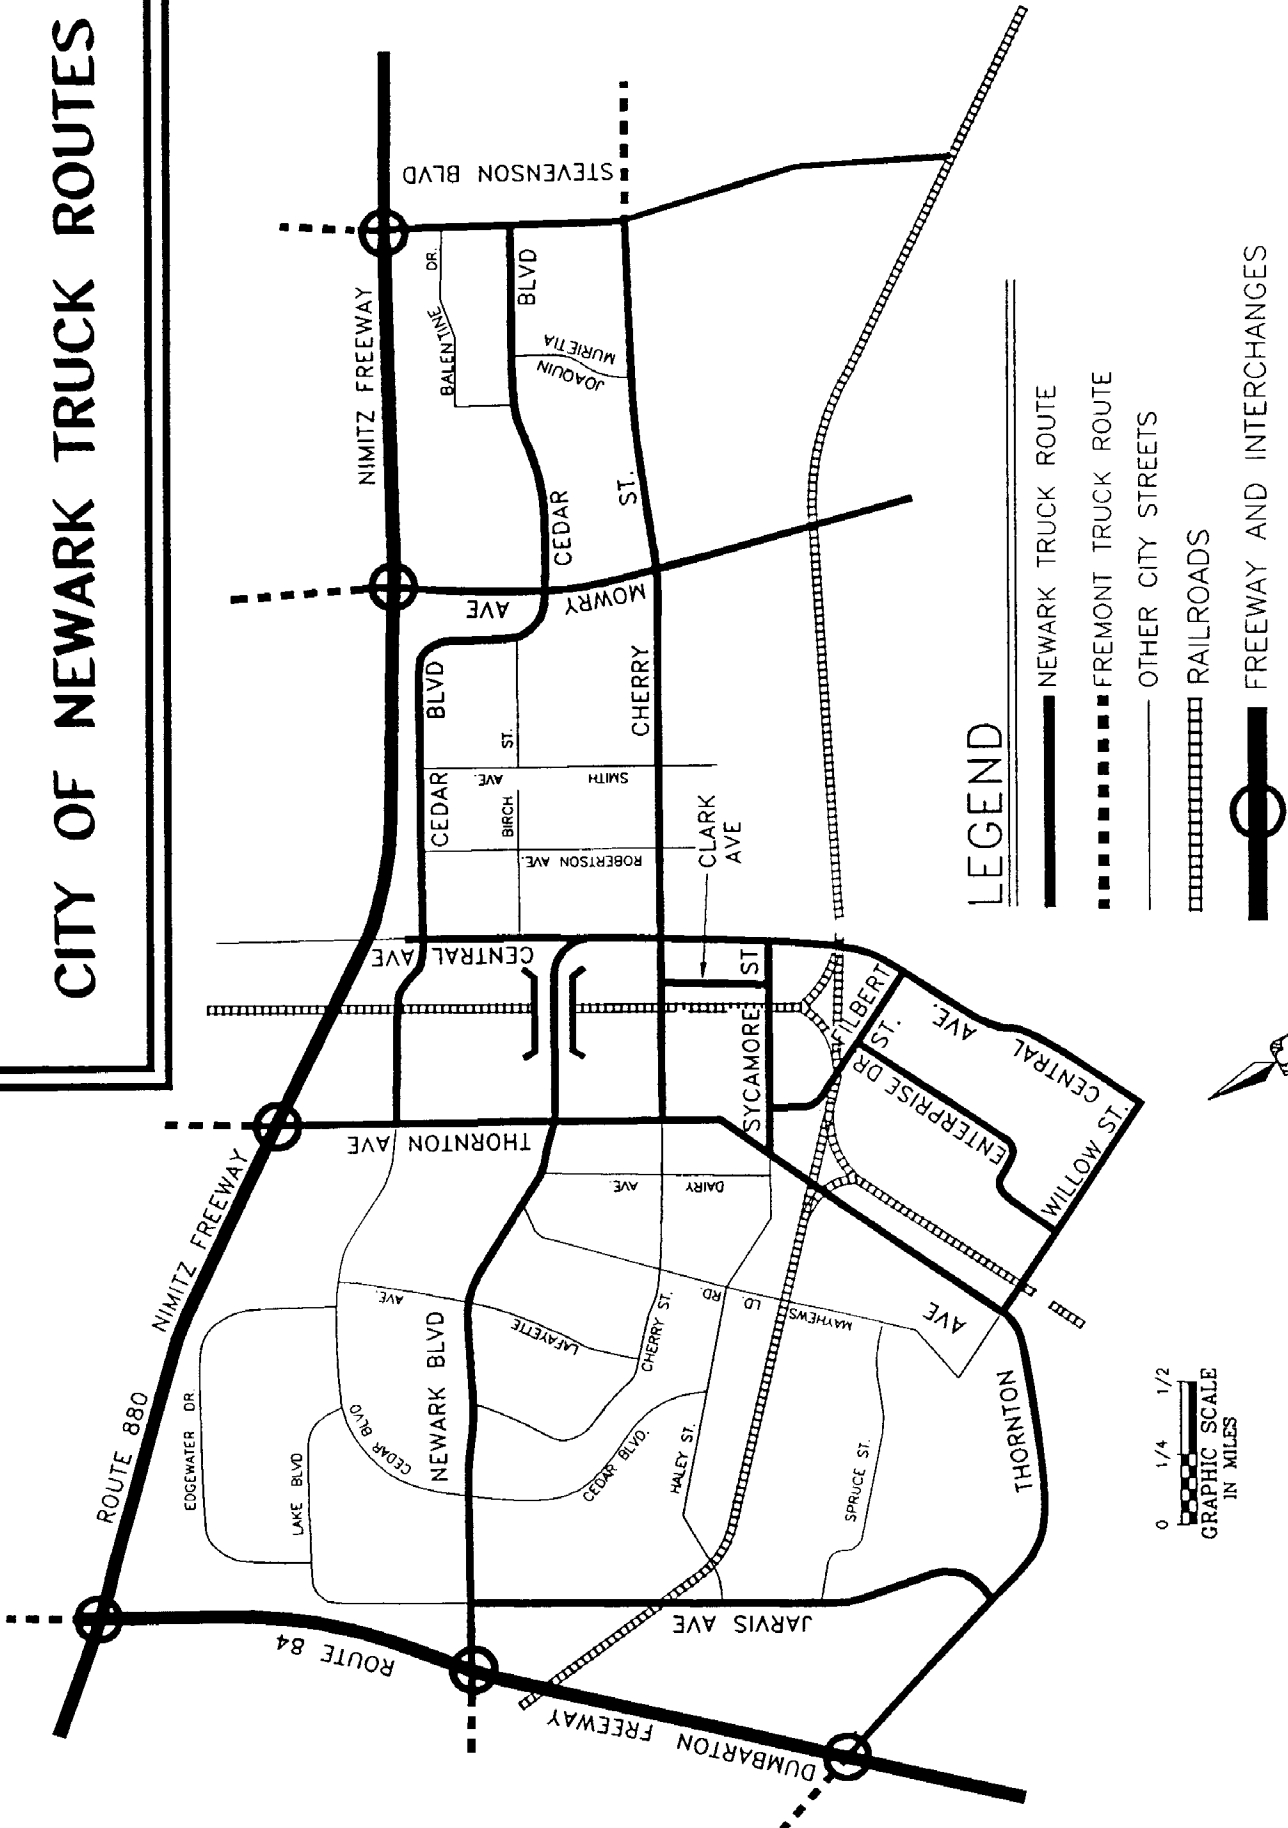 CITY OF NEWARK TRUCK ROUTES
NIMITZ FREEWAY
ROUTE 880
NIMITZ FREEWAY
STEVENSON BLVD
BALENTINE DR.
BLVD
JOAQUIN
MURIETIA
CEDAR
ST.
AVE
MOWRY
BLVD
CEDAR
CHERRY
BIRCH ST.
AVE.
SMITH
ROBERTSON AVE.
CLARK
AVE
AVE
CENTRAL
SYCAMORE ST
FILBERT
ST.
CENTRAL AVE.
ENTERPRISE DR
WILLOW ST.
THORNTON AVE
DAIRY AVE
EDGEWATER DR.
LAKE BLVD
CEDAR BLVD
NEWARK BLVD
LAFAYETTE AVE.
CHERRY ST.
CEDAR BLVD.
HALEY ST.
MAYHEWS LD. RD.
SPRUCE ST.
THORNTON AVE
JARVIS AVE
ROUTE 84
DUMBARTON FREEWAY
LEGEND
NEWARK TRUCK ROUTE
FREMONT TRUCK ROUTE
OTHER CITY STREETS
RAILROADS
FREEWAY AND INTERCHANGES
0 1/4 1/2
GRAPHIC SCALE
IN MILES